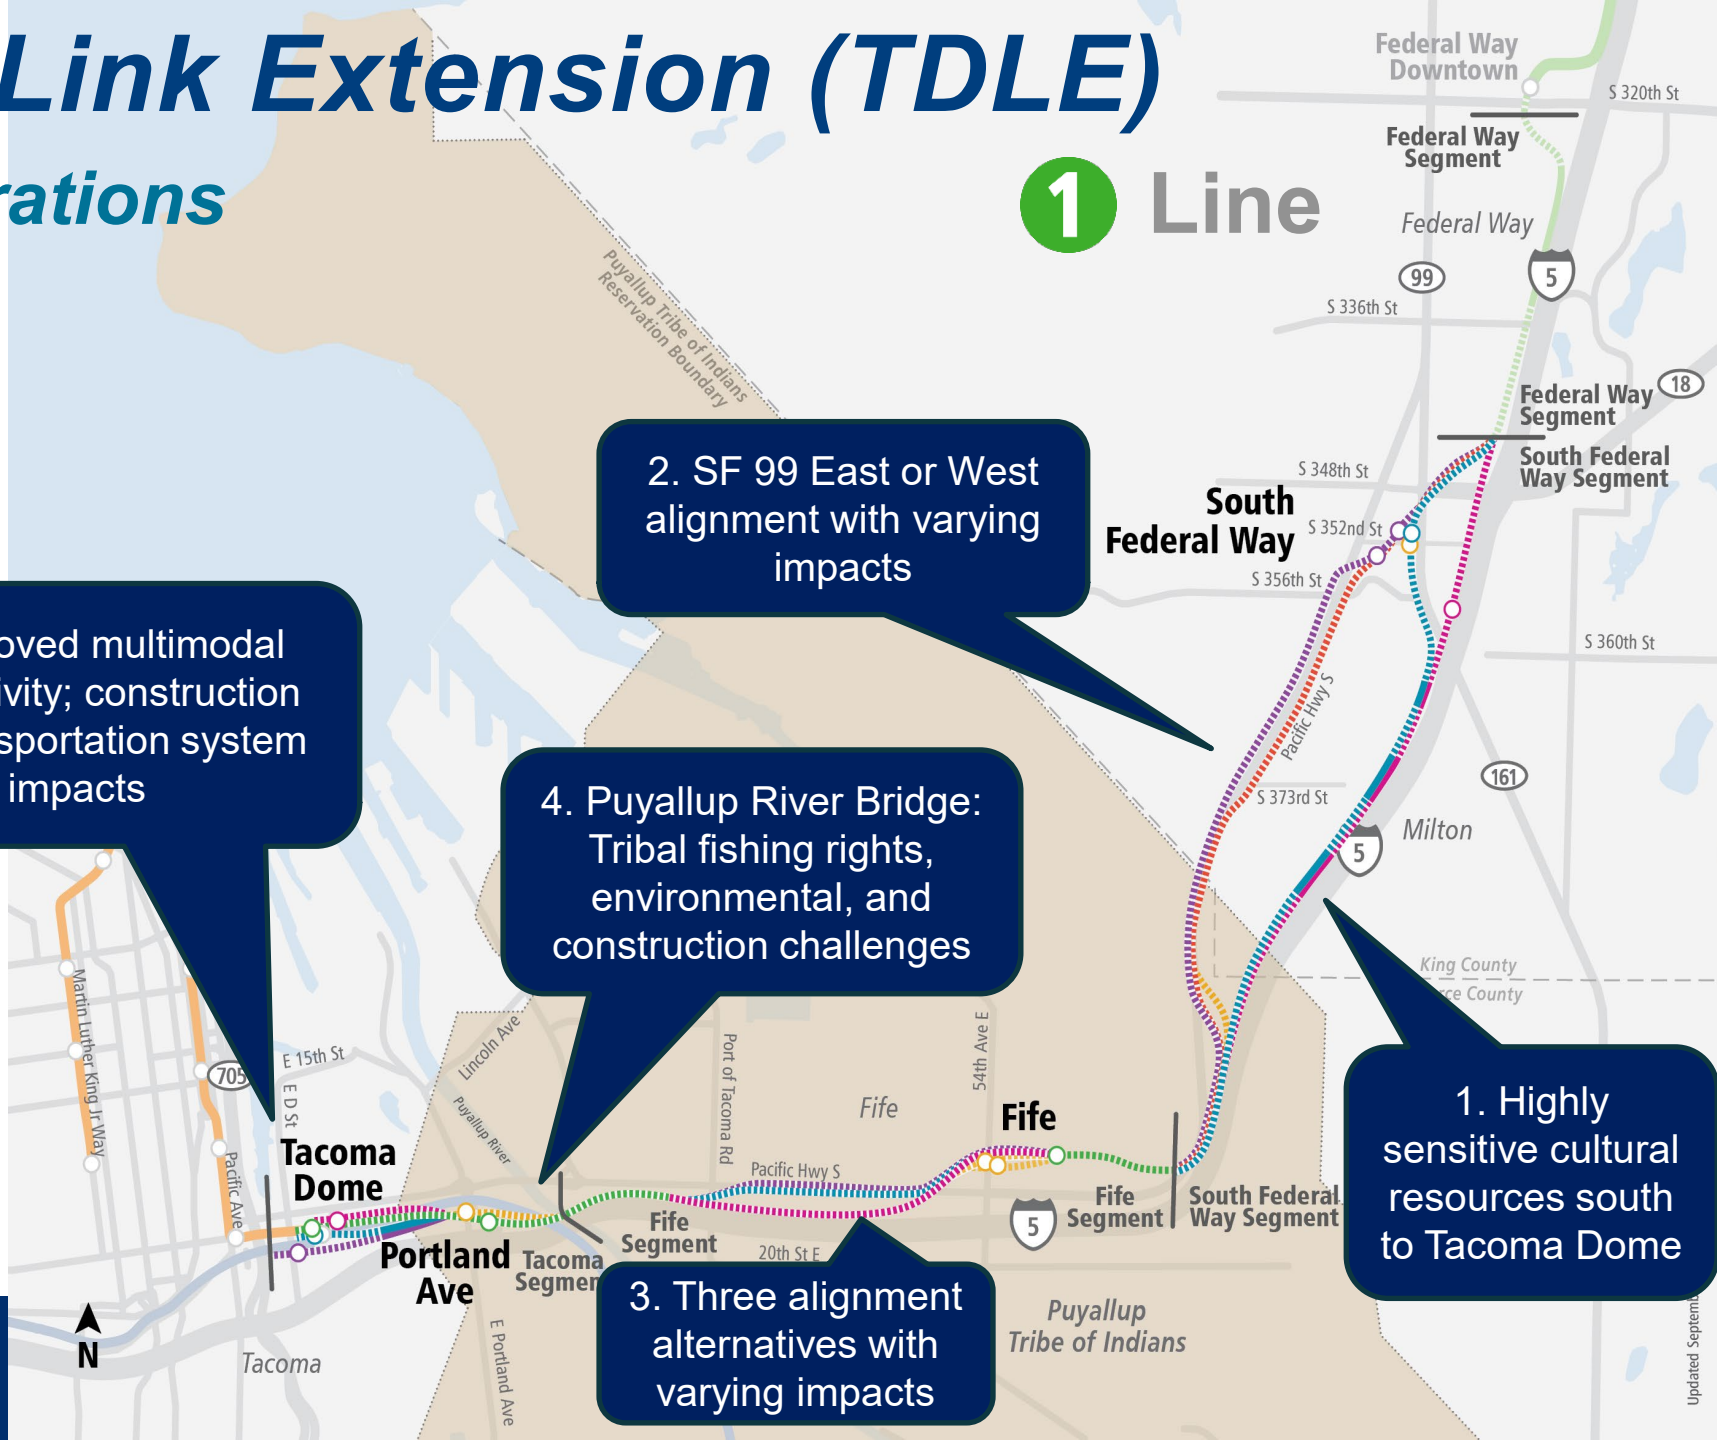 Link Extension (TDLE)
rations
1 Line
Federal Way
Downtown
S 320th St
Federal Way
Segment
Federal Way
99
5
S 336th St
Puyallup Tribe of Indians
Reservation Boundary
18
Federal Way
Segment
South Federal
Way Segment
2. SF 99 East or West
alignment with varying
impacts
S 348th St
South
Federal Way
S 352nd St
S 356th St
S 360th St
oved multimodal
ivity; construction
nsportation system
impacts
Pacific Hwy S
161
S 373rd St
Milton
5
4. Puyallup River Bridge:
Tribal fishing rights,
environmental, and
construction challenges
King County
rce County
Martin Luther King Jr Way
705
E 15th St
E D St
Pacific Ave
Lincoln Ave
Puyallup River
Port of Tacoma Rd
54th Ave E
Fife
Fife
Tacoma
Dome
Pacific Hwy S
1. Highly
sensitive cultural
resources south
to Tacoma Dome
Portland
Ave
Tacoma
Segmen
Fife
Segment
20th St E
5
Fife
Segment
South Federal
Way Segment
3. Three alignment
alternatives with
varying impacts
Puyallup
Tribe of Indians
E Portland Ave
N
Tacoma
Updated Septemb